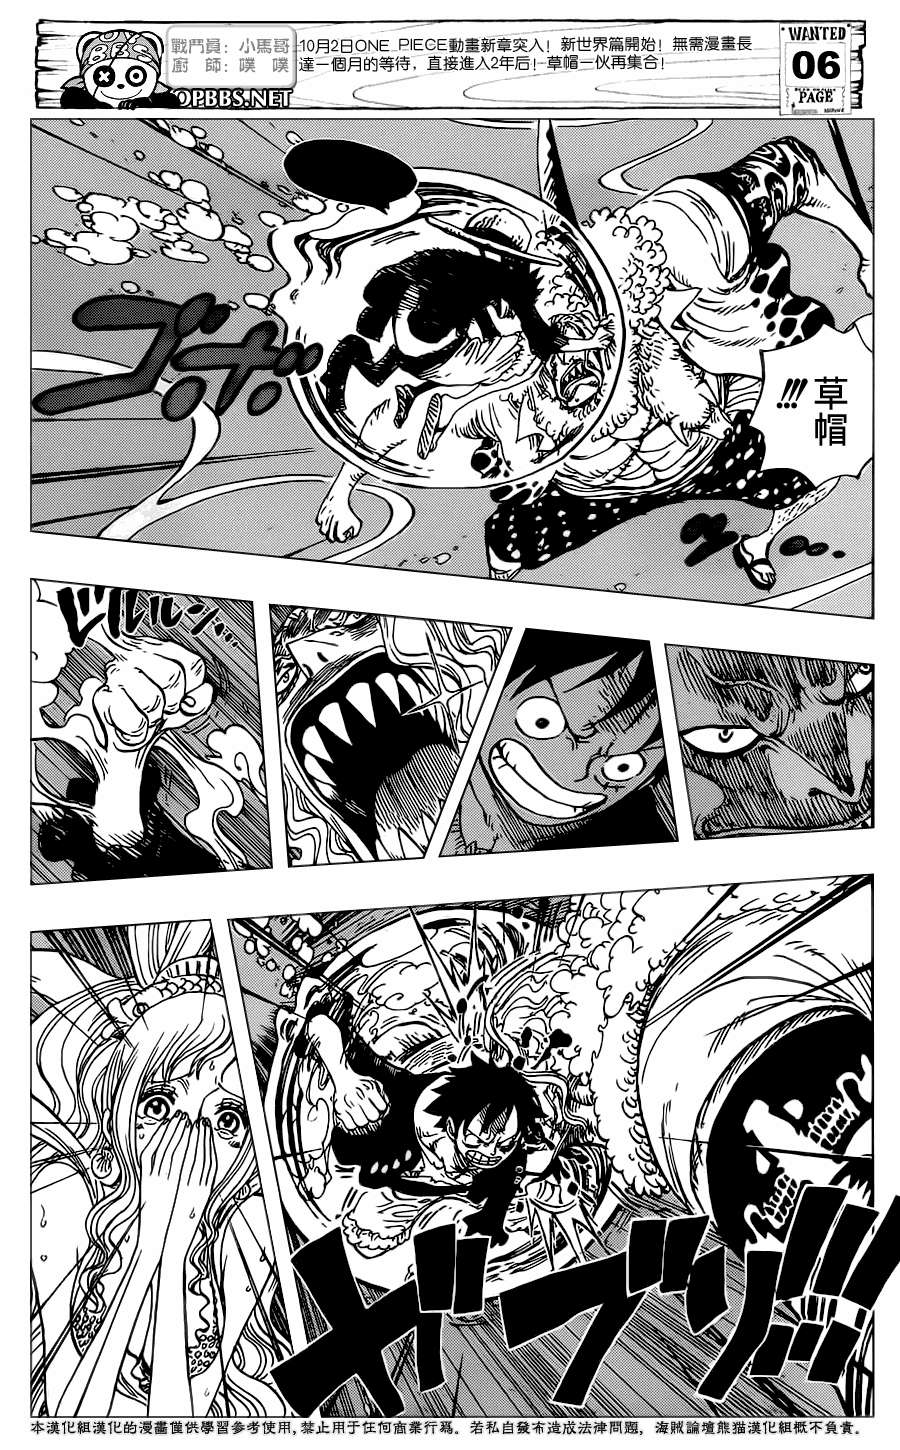 戰鬥員：小馬哥
廚 師：噗 噗
OPBBS.NET
10月2日ONE PIECE動畫新章突入！新世界篇開始！無需漫畫長
達一個月的等待，直接進入2年后！草帽一伙再集合！
WANTED
06
PAGE
草帽!!!
ゴボボ
ズ
ドルルン…
ガブッ!!!
本漢化組漢化的漫畫僅供學習參考使用,禁止用于任何商業行爲。若私自發布造成法律問題，海賊論壇熊猫漢化組概不負責。